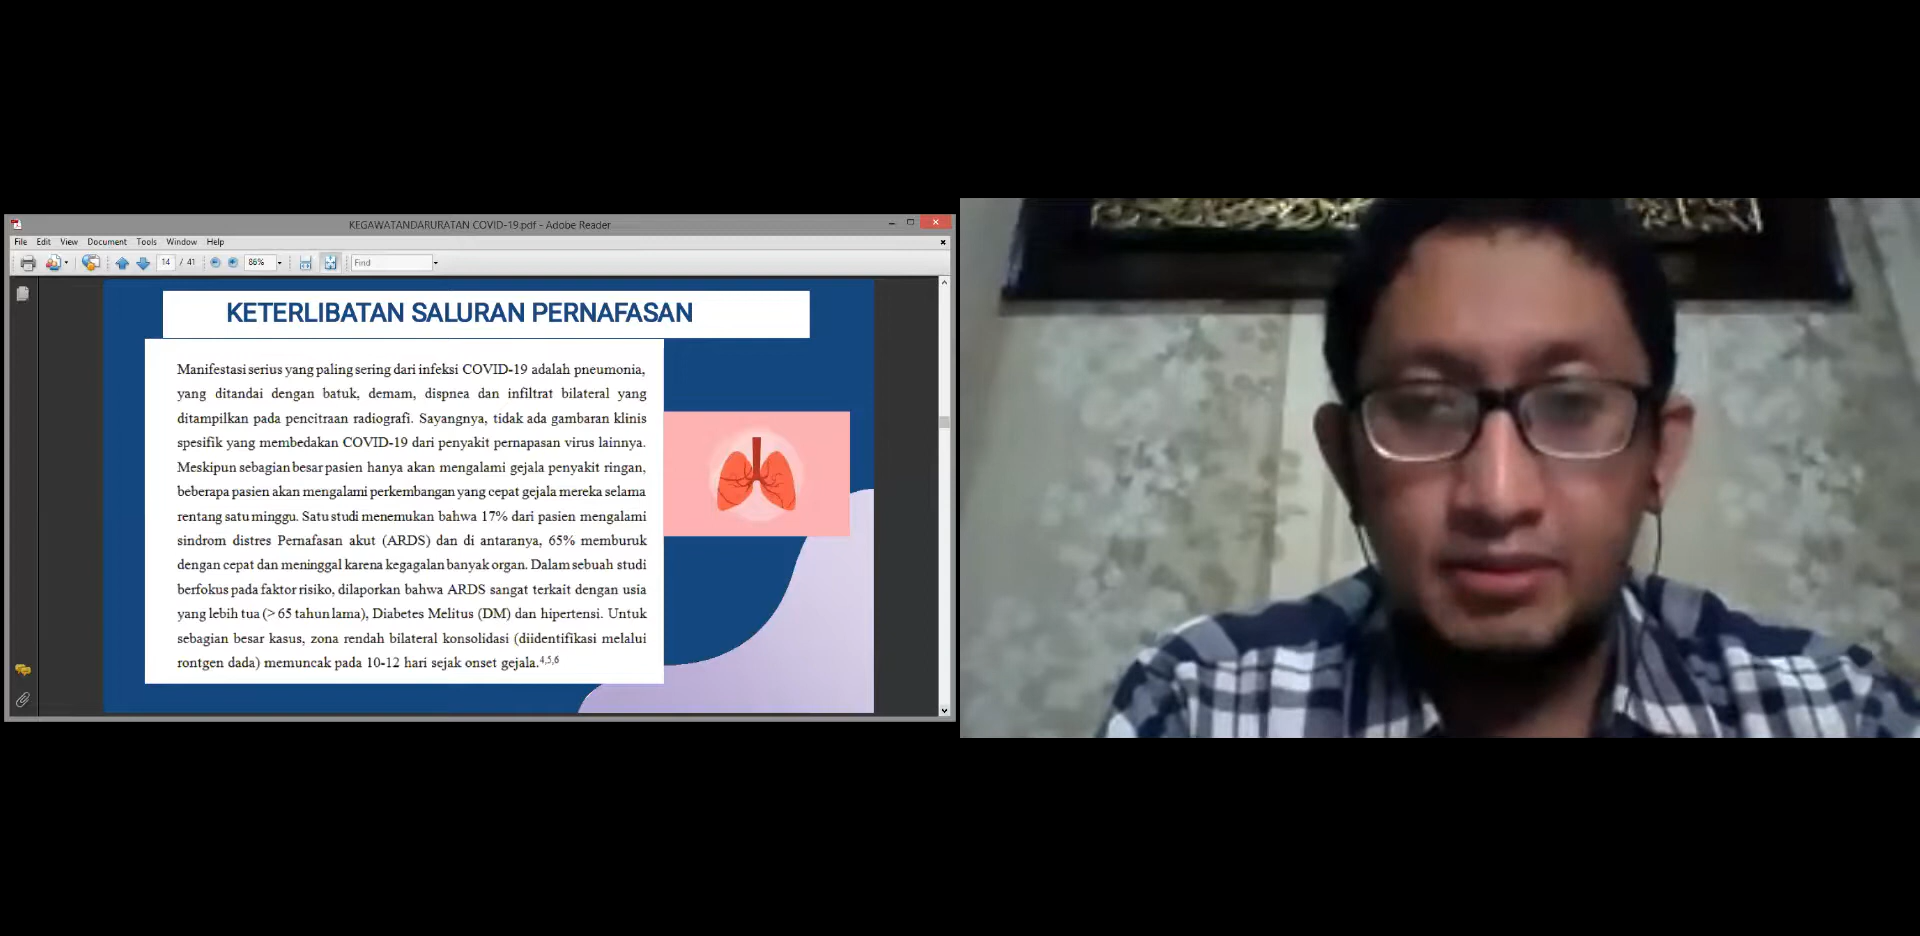 KEGAWATANDARURATAN COVID-19.pdf - Adobe Reader
File Edit View Document Tools Window Help
14 / 41 86% Find
KETERLIBATAN SALURAN PERNAFASAN
Manifestasi serius yang paling sering dari infeksi COVID-19 adalah pneumonia,
yang ditandai dengan batuk, demam, dispnea dan infiltrat bilateral yang
ditampilkan pada pencitraan radiografi. Sayangnya, tidak ada gambaran klinis
spesifik yang membedakan COVID-19 dari penyakit pernapasan virus lainnya.
Meskipun sebagian besar pasien hanya akan mengalami gejala penyakit ringan,
beberapa pasien akan mengalami perkembangan yang cepat gejala mereka selama
rentang satu minggu. Satu studi menemukan bahwa 17% dari pasien mengalami
sindrom distres Pernafasan akut (ARDS) dan di antaranya, 65% memburuk
dengan cepat dan meninggal karena kegagalan banyak organ. Dalam sebuah studi
berfokus pada faktor risiko, dilaporkan bahwa ARDS sangat terkait dengan usia
yang lebih tua (> 65 tahun lama), Diabetes Melitus (DM) dan hipertensi. Untuk
sebagian besar kasus, zona rendah bilateral konsolidasi (diidentifikasi melalui
rontgen dada) memuncak pada 10-12 hari sejak onset gejala.4,5,6